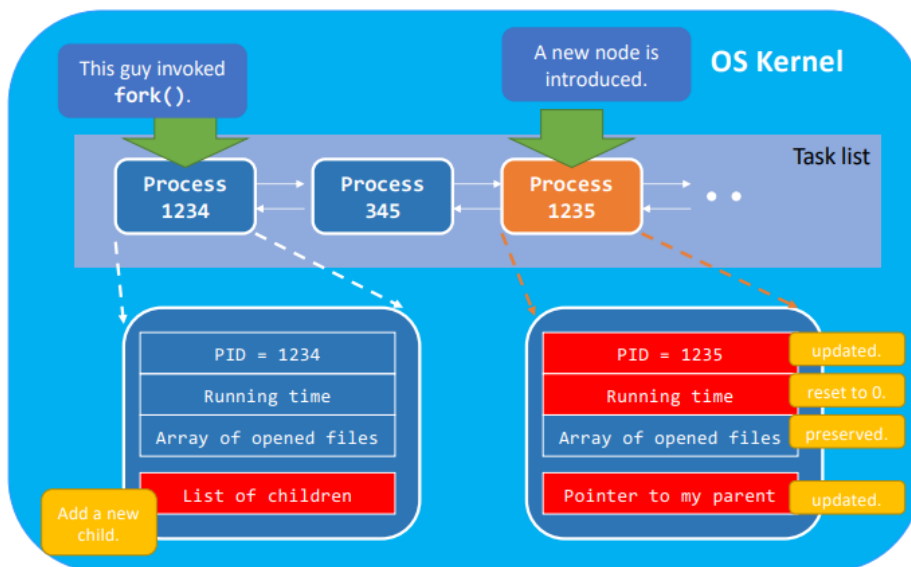 This guy invoked
fork().
A new node is
introduced.
OS Kernel
Task list
Process
1234
Process
345
Process
1235
PID = 1234
Running time
Array of opened files
List of children
Add a new
child.
PID = 1235
updated.
Running time
reset to 0.
Array of opened files
preserved.
Pointer to my parent
updated.